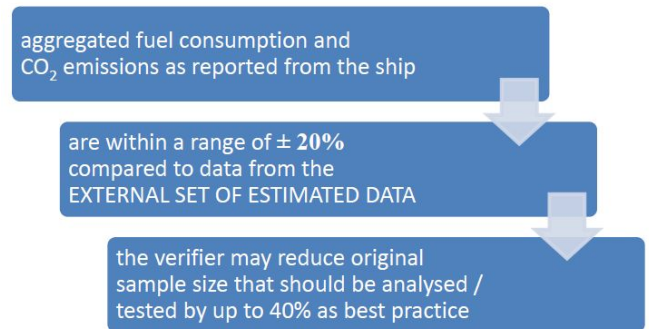 aggregated fuel consumption and
CO₂ emissions as reported from the ship
are within a range of ± 20%
compared to data from the
EXTERNAL SET OF ESTIMATED DATA
the verifier may reduce original
sample size that should be analysed /
tested by up to 40% as best practice